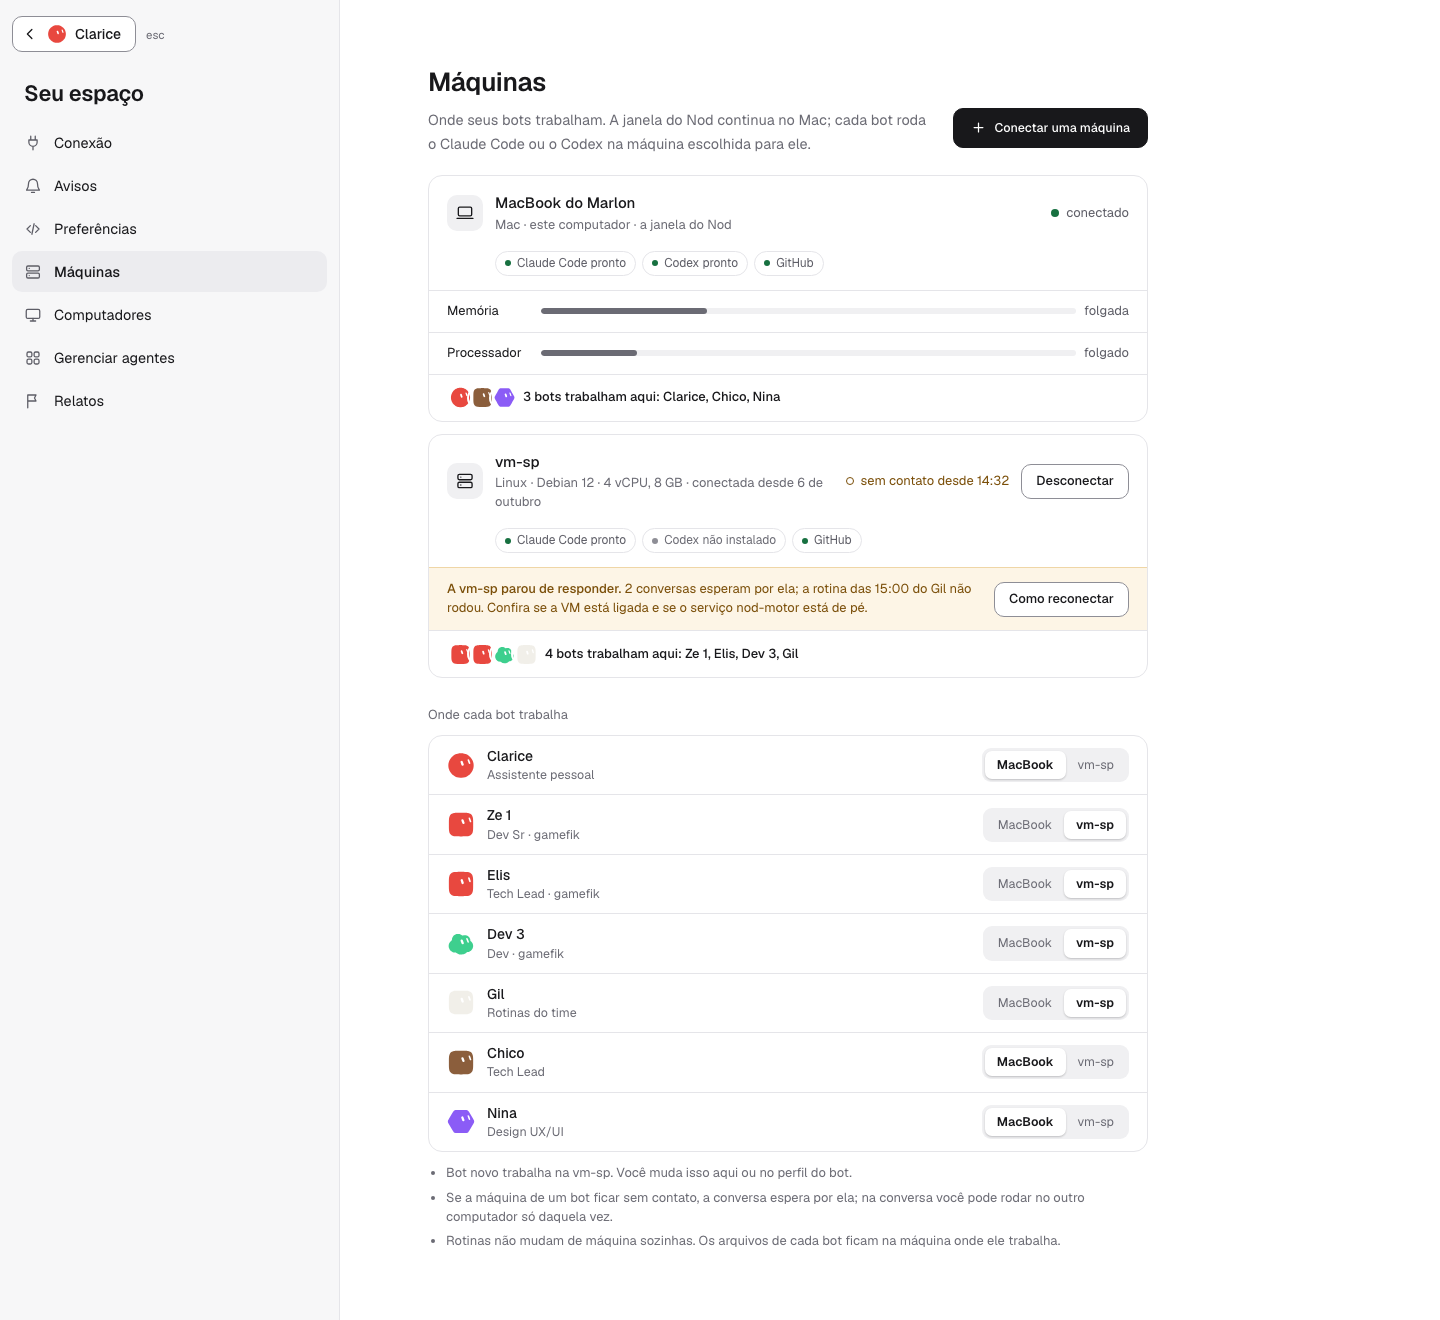 Clarice
esc
Seu espaço
Conexão
Avisos
Preferências
Máquinas
Computadores
Gerenciar agentes
Relatos
Máquinas
Onde seus bots trabalham. A janela do Nod continua no Mac; cada bot roda
o Claude Code ou o Codex na máquina escolhida para ele.
Conectar uma máquina
MacBook do Marlon
Mac · este computador · a janela do Nod
conectado
Claude Code pronto
Codex pronto
GitHub
Memória
folgada
Processador
folgado
3 bots trabalham aqui: Clarice, Chico, Nina
vm-sp
Linux · Debian 12 · 4 vCPU, 8 GB · conectada desde 6 de
outubro
sem contato desde 14:32
Desconectar
Claude Code pronto
Codex não instalado
GitHub
A vm-sp parou de responder. 2 conversas esperam por ela; a rotina das 15:00 do Gil não
rodou. Confira se a VM está ligada e se o serviço nod-motor está de pé.
Como reconectar
4 bots trabalham aqui: Ze 1, Elis, Dev 3, Gil
Onde cada bot trabalha
Clarice
Assistente pessoal
MacBook
vm-sp
Ze 1
Dev Sr · gamefik
MacBook
vm-sp
Elis
Tech Lead · gamefik
MacBook
vm-sp
Dev 3
Dev · gamefik
MacBook
vm-sp
Gil
Rotinas do time
MacBook
vm-sp
Chico
Tech Lead
MacBook
vm-sp
Nina
Design UX/UI
MacBook
vm-sp
• Bot novo trabalha na vm-sp. Você muda isso aqui ou no perfil do bot.
• Se a máquina de um bot ficar sem contato, a conversa espera por ela; na conversa você pode rodar no outro
computador só daquela vez.
• Rotinas não mudam de máquina sozinhas. Os arquivos de cada bot ficam na máquina onde ele trabalha.